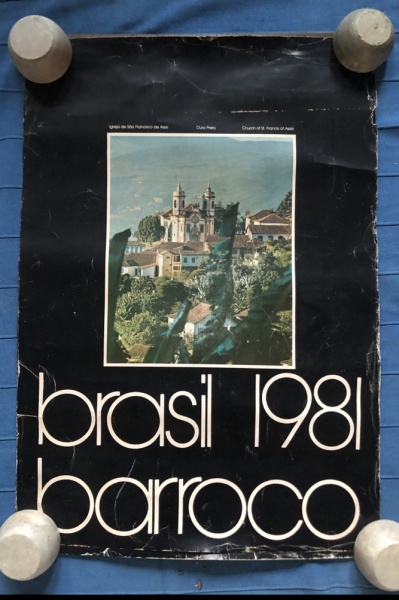 Igreja de São Francisco de Assis Ouro Preto Church of St. Francis of Assisi
brasil 1981
barroco